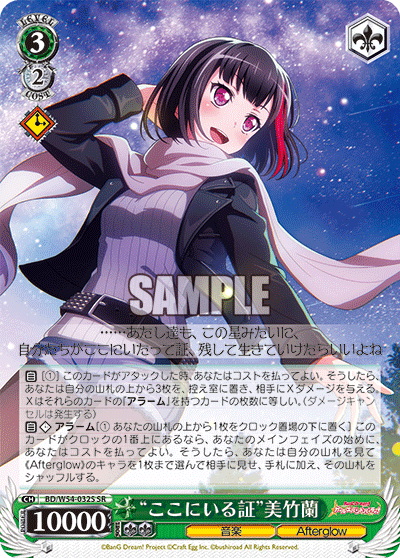 LEVEL
3
2
COST
SAMPLE
……あたし達も、この星みたいに、
自分たちがここにいたって証、残して生きていけたらいいよね
自【①】このカードがアタックした時、あなたはコストを払ってよい。そうしたら、
あなたは自分の山札の上から3枚を、控え室に置き、相手にXダメージを与える。
Xはそれらのカードの「アラーム」を持つカードの枚数に等しい。(ダメージキャ
ンセルは発生する)
自 アラーム【① あなたの山札の上から1枚をクロック置場の下に置く】この
カードがクロックの1番上にあるなら、あなたのメインフェイズの始めに、
あなたはコストを払ってよい。そうしたら、あなたは自分の山札を見て
《Afterglow》のキャラを1枚まで選んで相手に見せ、手札に加え、その山札を
シャッフルする。
CH
BD/W54-032S SR
10000
“ここにいる証”美竹蘭
音楽
Afterglow
©BanG Dream! Project ©Craft Egg Inc. ©bushiroad All Rights Reserved.